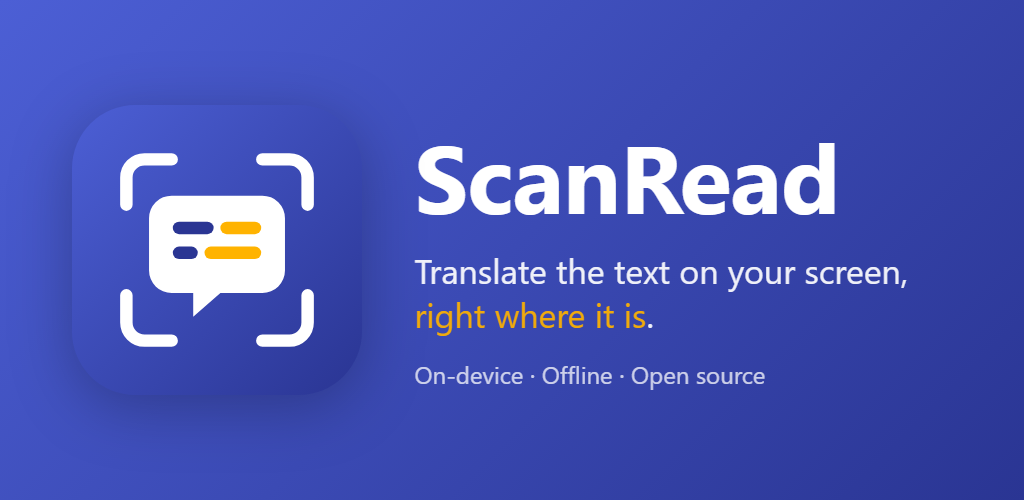 ScanRead
Translate the text on your screen,
right where it is.
On-device · Offline · Open source